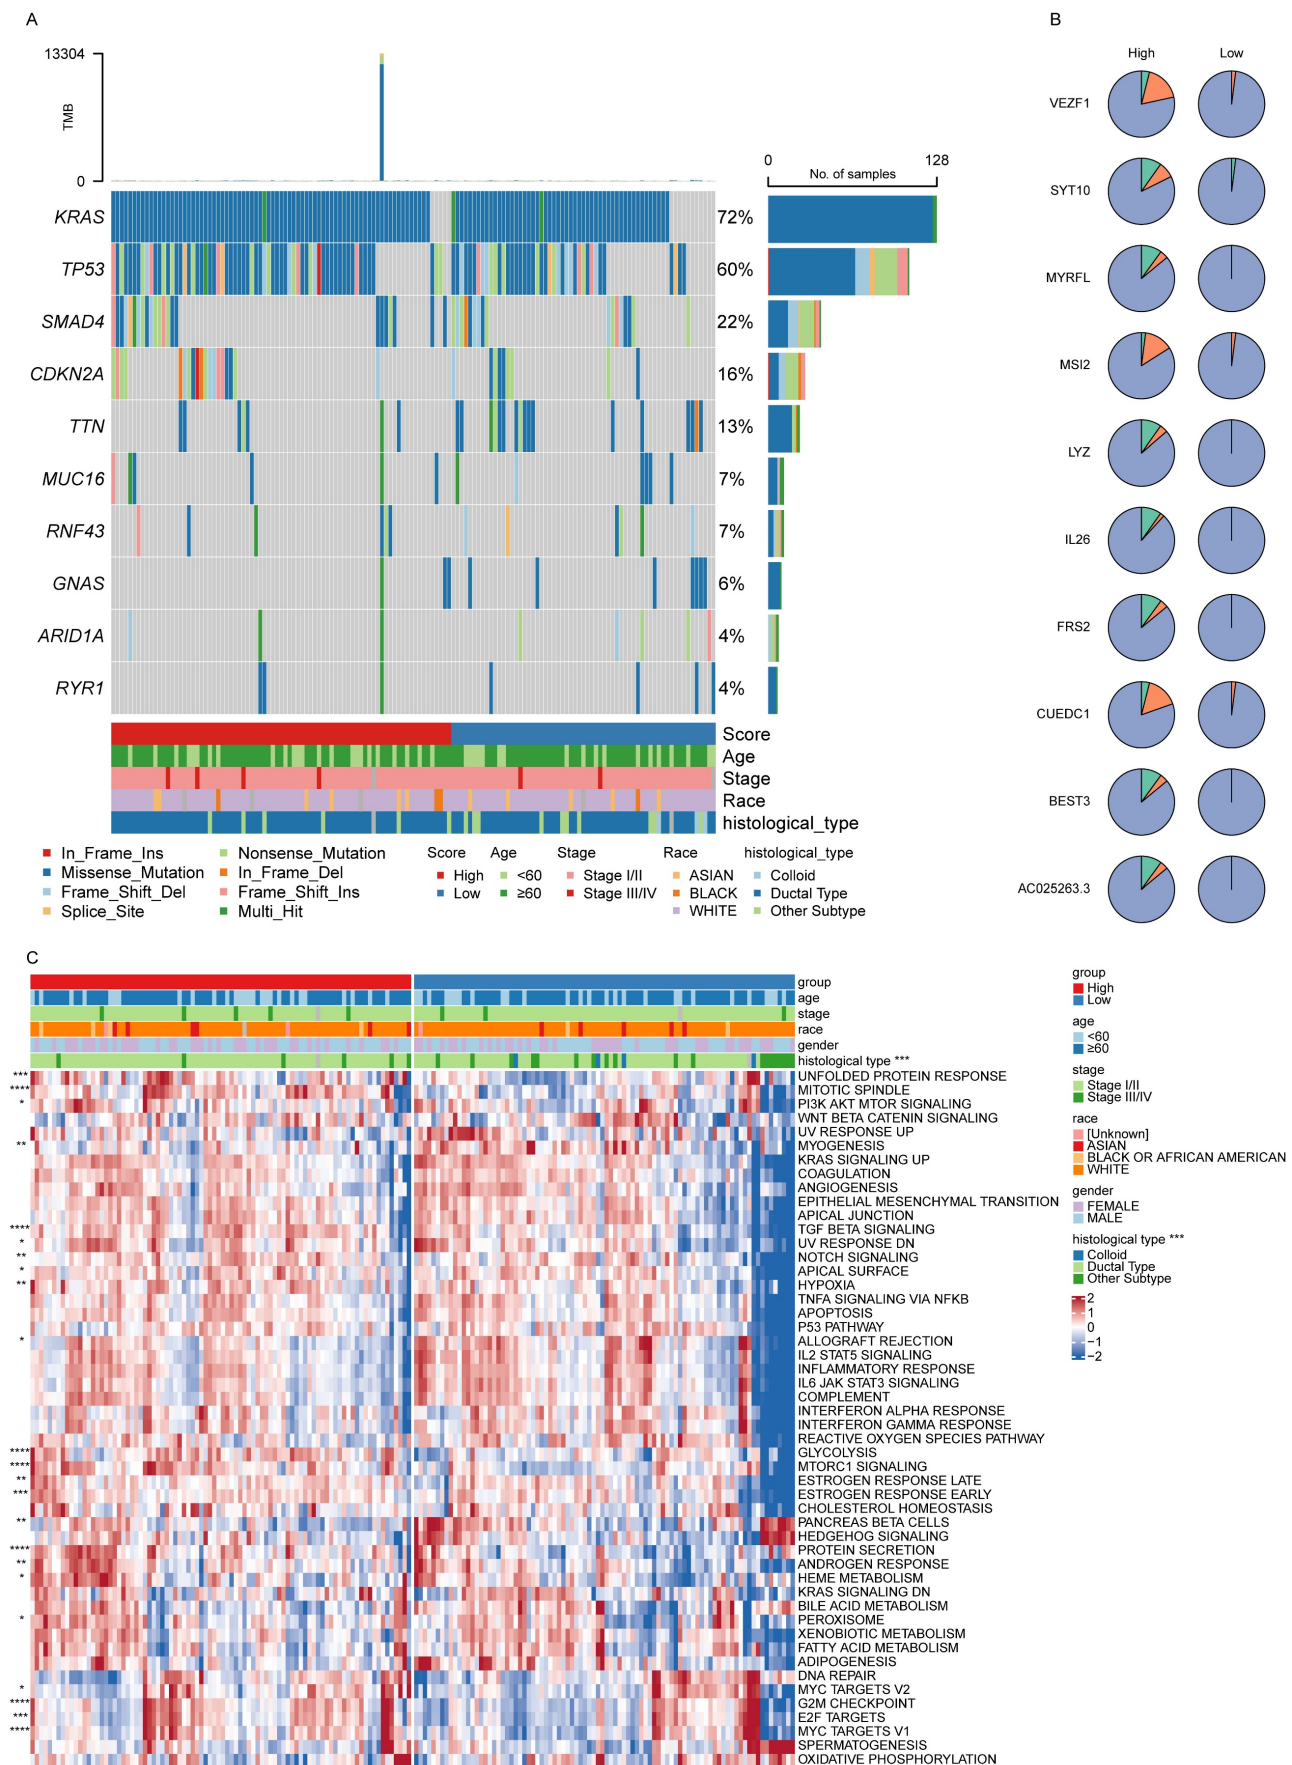 A
13304
TMB
0
0 128
No. of samples
KRAS 72%
TP53 60%
SMAD4 22%
CDKN2A 16%
TTN 13%
MUC16 7%
RNF43 7%
GNAS 6%
ARID1A 4%
RYR1 4%
Score
Age
Stage
Race
histological_type
In_Frame_Ins
Missense_Mutation
Frame_Shift_Del
Splice_Site
Nonsense_Mutation
In_Frame_Del
Frame_Shift_Ins
Multi_Hit
Score
High
Low
Age
<60
≥60
Stage
Stage I/II
Stage III/IV
Race
ASIAN
BLACK
WHITE
histological_type
Colloid
Ductal Type
Other Subtype
B
High Low
VEZF1
SYT10
MYRFL
MSI2
LYZ
IL26
FRS2
CUEDC1
BEST3
AC025263.3
C
group
age
stage
race
gender
histological type ***
*** UNFOLDED PROTEIN RESPONSE
**** MITOTIC SPINDLE
* PI3K AKT MTOR SIGNALING
WNT BETA CATENIN SIGNALING
UV RESPONSE UP
** MYOGENESIS
KRAS SIGNALING UP
COAGULATION
ANGIOGENESIS
EPITHELIAL MESENCHYMAL TRANSITION
APICAL JUNCTION
**** TGF BETA SIGNALING
* UV RESPONSE DN
** NOTCH SIGNALING
* APICAL SURFACE
** HYPOXIA
TNFA SIGNALING VIA NFKB
APOPTOSIS
P53 PATHWAY
* ALLOGRAFT REJECTION
IL2 STAT5 SIGNALING
INFLAMMATORY RESPONSE
IL6 JAK STAT3 SIGNALING
COMPLEMENT
INTERFERON ALPHA RESPONSE
INTERFERON GAMMA RESPONSE
REACTIVE OXYGEN SPECIES PATHWAY
**** GLYCOLYSIS
**** MTORC1 SIGNALING
** ESTROGEN RESPONSE LATE
*** ESTROGEN RESPONSE EARLY
CHOLESTEROL HOMEOSTASIS
** PANCREAS BETA CELLS
HEDGEHOG SIGNALING
**** PROTEIN SECRETION
** ANDROGEN RESPONSE
* HEME METABOLISM
KRAS SIGNALING DN
BILE ACID METABOLISM
* PEROXISOME
XENOBIOTIC METABOLISM
FATTY ACID METABOLISM
ADIPOGENESIS
DNA REPAIR
* MYC TARGETS V2
**** G2M CHECKPOINT
*** E2F TARGETS
**** MYC TARGETS V1
SPERMATOGENESIS
OXIDATIVE PHOSPHORYLATION
group
High
Low
age
<60
≥60
stage
Stage I/II
Stage III/IV
race
[Unknown]
ASIAN
BLACK OR AFRICAN AMERICAN
WHITE
gender
FEMALE
MALE
histological type ***
Colloid
Ductal Type
Other Subtype
2
1
0
−1
−2